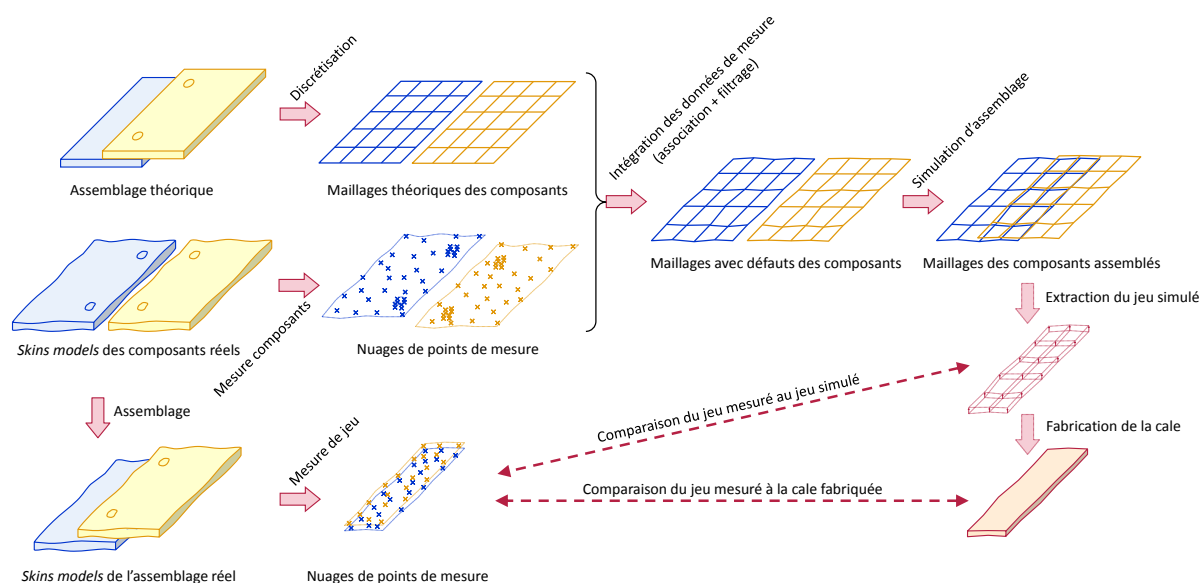 Discrétisation
Intégration des données de mesure
(association + filtrage)
Simulation d'assemblage
Assemblage théorique
Maillages théoriques des composants
Maillages avec défauts des composants
Maillages des composants assemblés
Extraction du jeu simulé
Mesure composants
Skins models des composants réels
Nuages de points de mesure
Comparaison du jeu mesuré au jeu simulé
Assemblage
Mesure de jeu
Fabrication de la cale
Comparaison du jeu mesuré à la cale fabriquée
Skins models de l'assemblage réel
Nuages de points de mesure